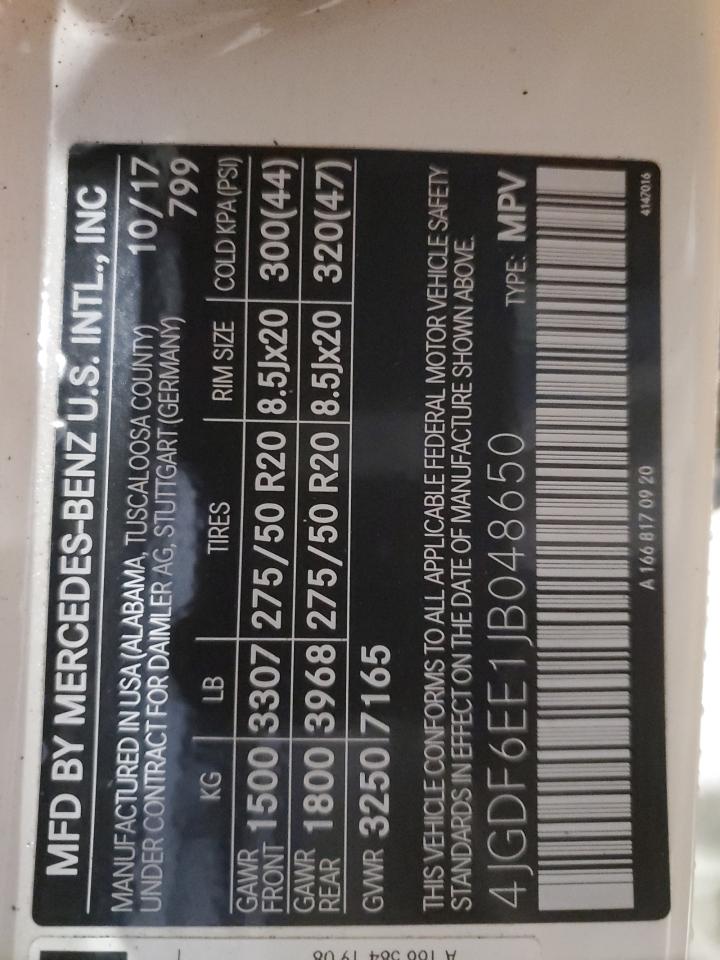 MFD BY MERCEDES-BENZ U.S. INTL., INC
MANUFACTURED IN USA (ALABAMA, TUSCALOOSA COUNTY) 10/17
UNDER CONTRACT FOR DAIMLER AG, STUTTGART (GERMANY) 799
KG LB TIRES RIM SIZE COLD KPA(PSI)
GAWR FRONT 1500 3307 275/50 R20 8.5Jx20 300(44)
GAWR REAR 1800 3968 275/50 R20 8.5Jx20 320(47)
GVWR 3250 7165
THIS VEHICLE CONFORMS TO ALL APPLICABLE FEDERAL MOTOR VEHICLE SAFETY
STANDARDS IN EFFECT ON THE DATE OF MANUFACTURE SHOWN ABOVE.
4JGDF6EE1JB048650 TYPE: MPV
A 166 817 09 20
4147016
A 166 584 19 08